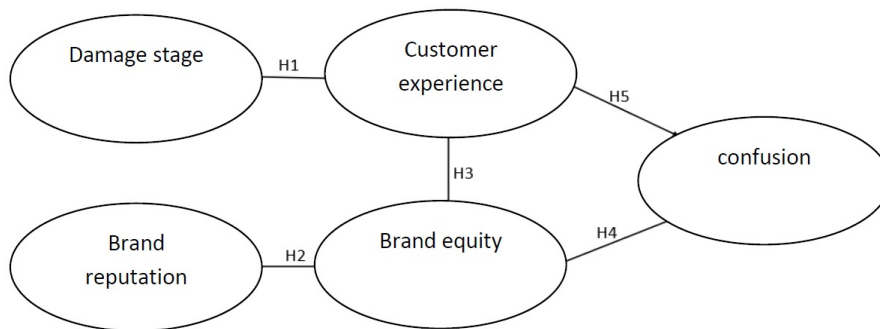 Damage stage
H1
Customer
experience
H5
confusion
H3
Brand
reputation
H2
Brand equity
H4